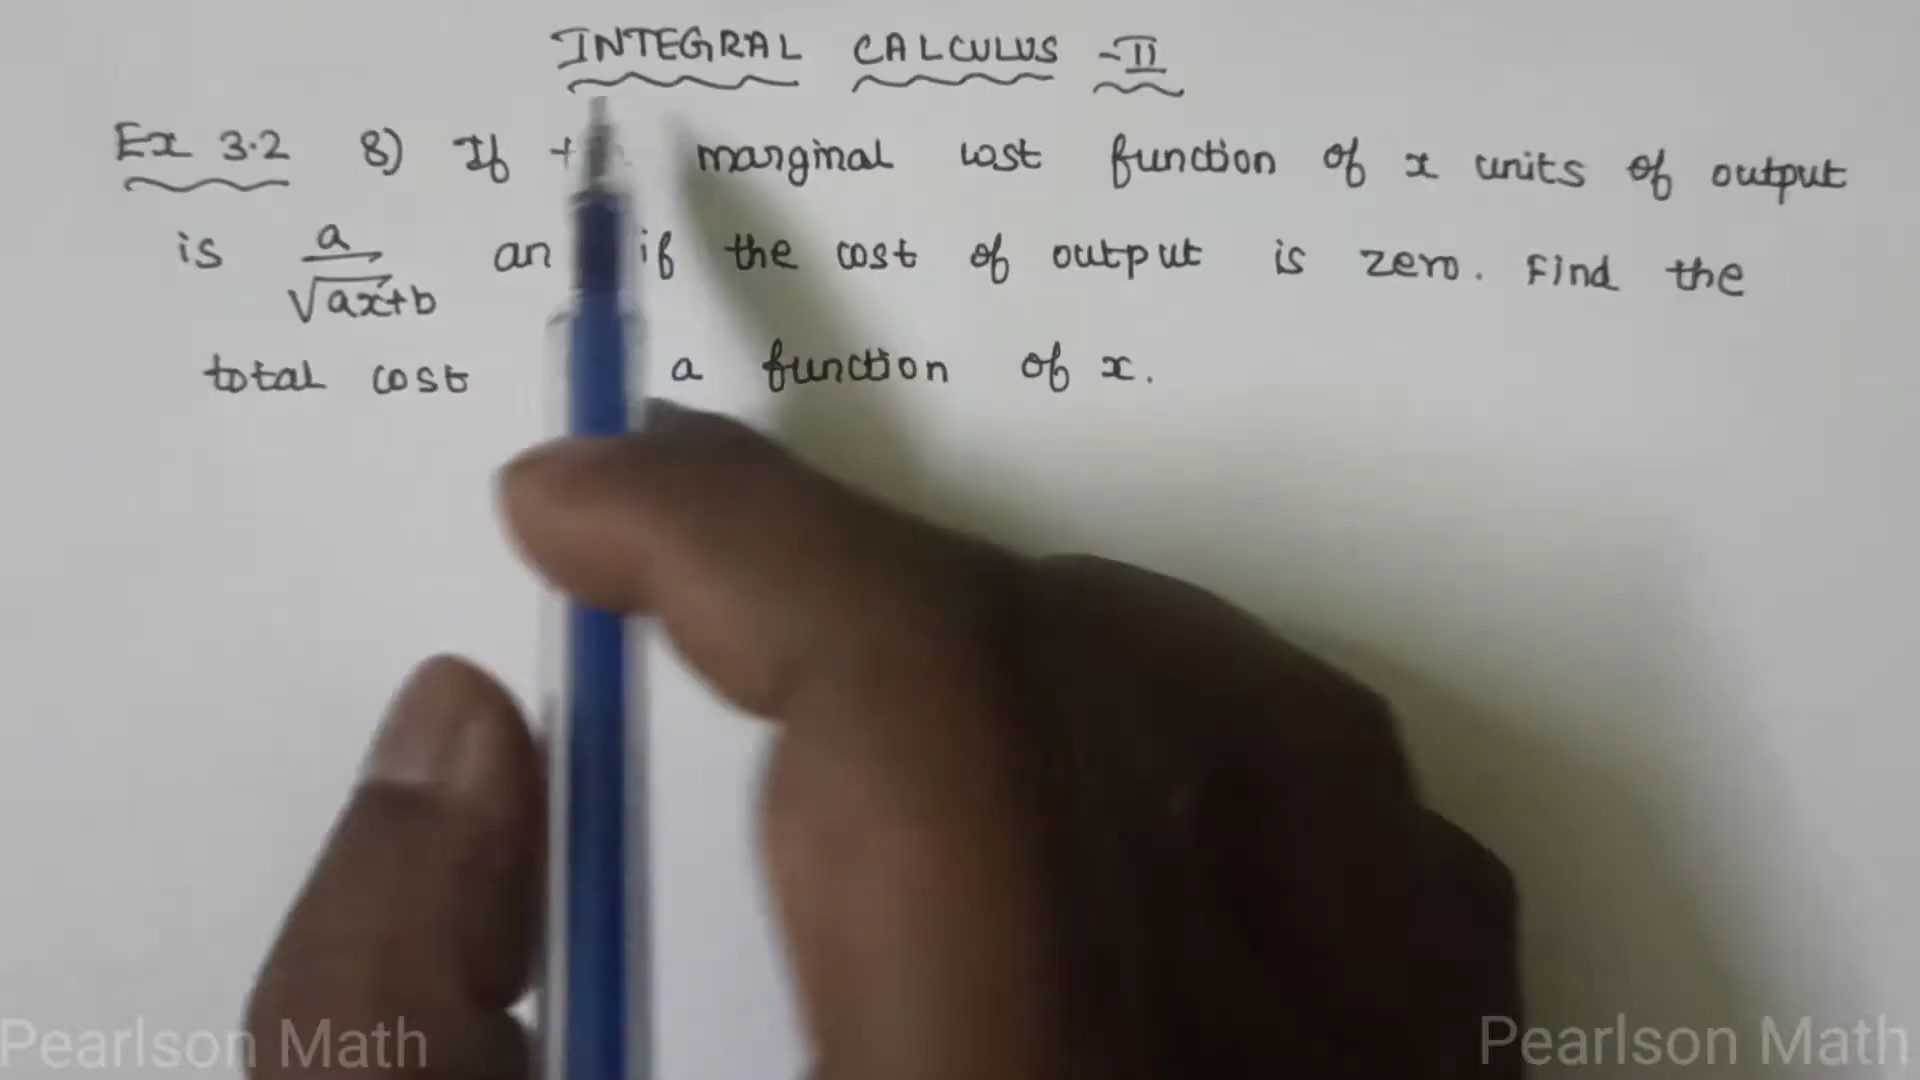 INTEGRAL CALCULUS - II
Ex 3.2 8) If marginal cost function of x units of output
is a/√ax+b if the cost of output is zero. Find the
total cost a function of x.
Pearlson Math
Pearlson Math